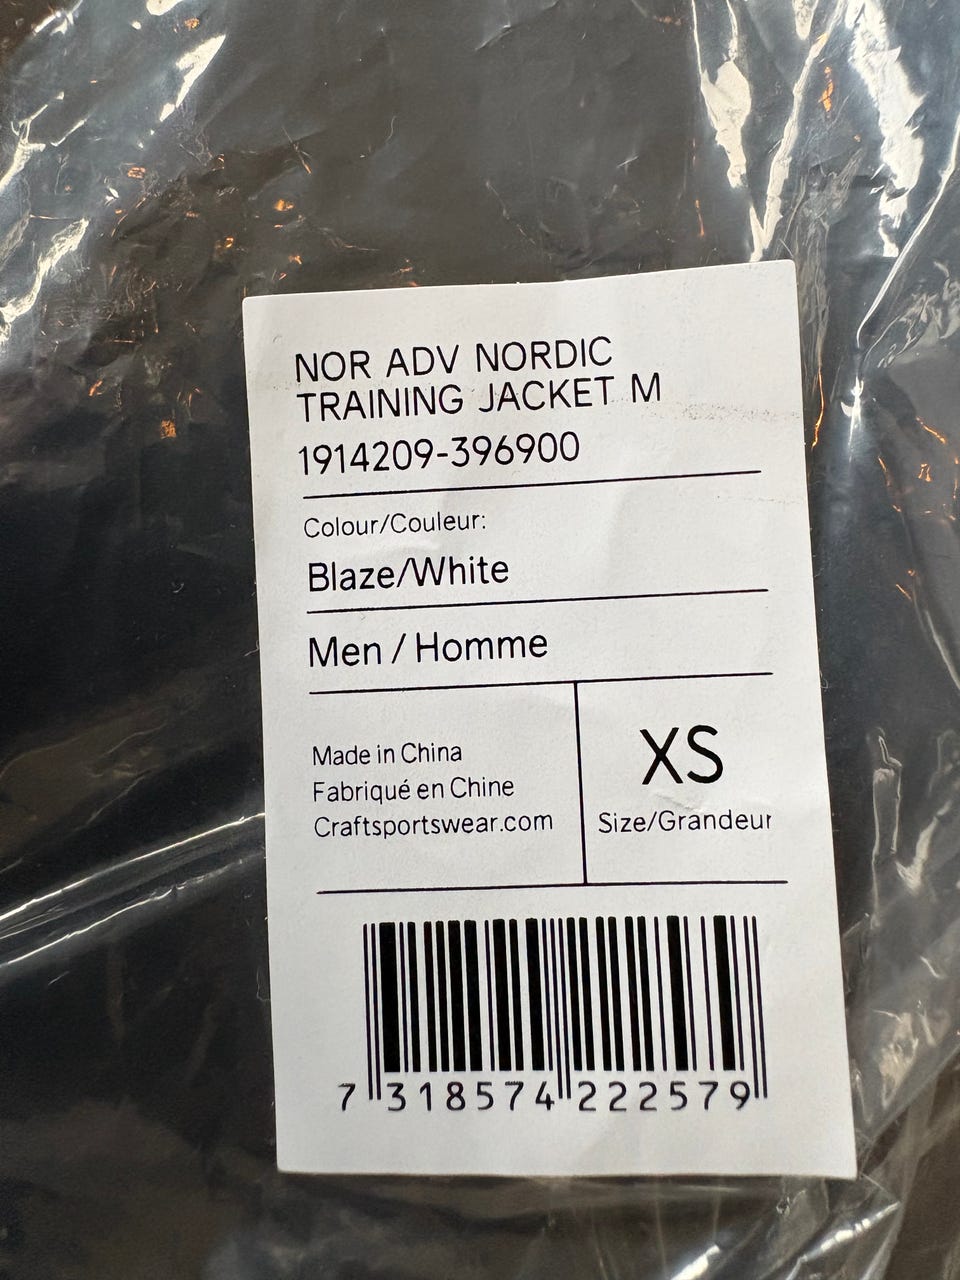 NOR ADV NORDIC
TRAINING JACKET M
1914209-396900
Colour/Couleur:
Blaze/White
Men / Homme
Made in China
Fabriqué en Chine
Craftsportswear.com
XS
Size/Grandeur
7 318574 222579